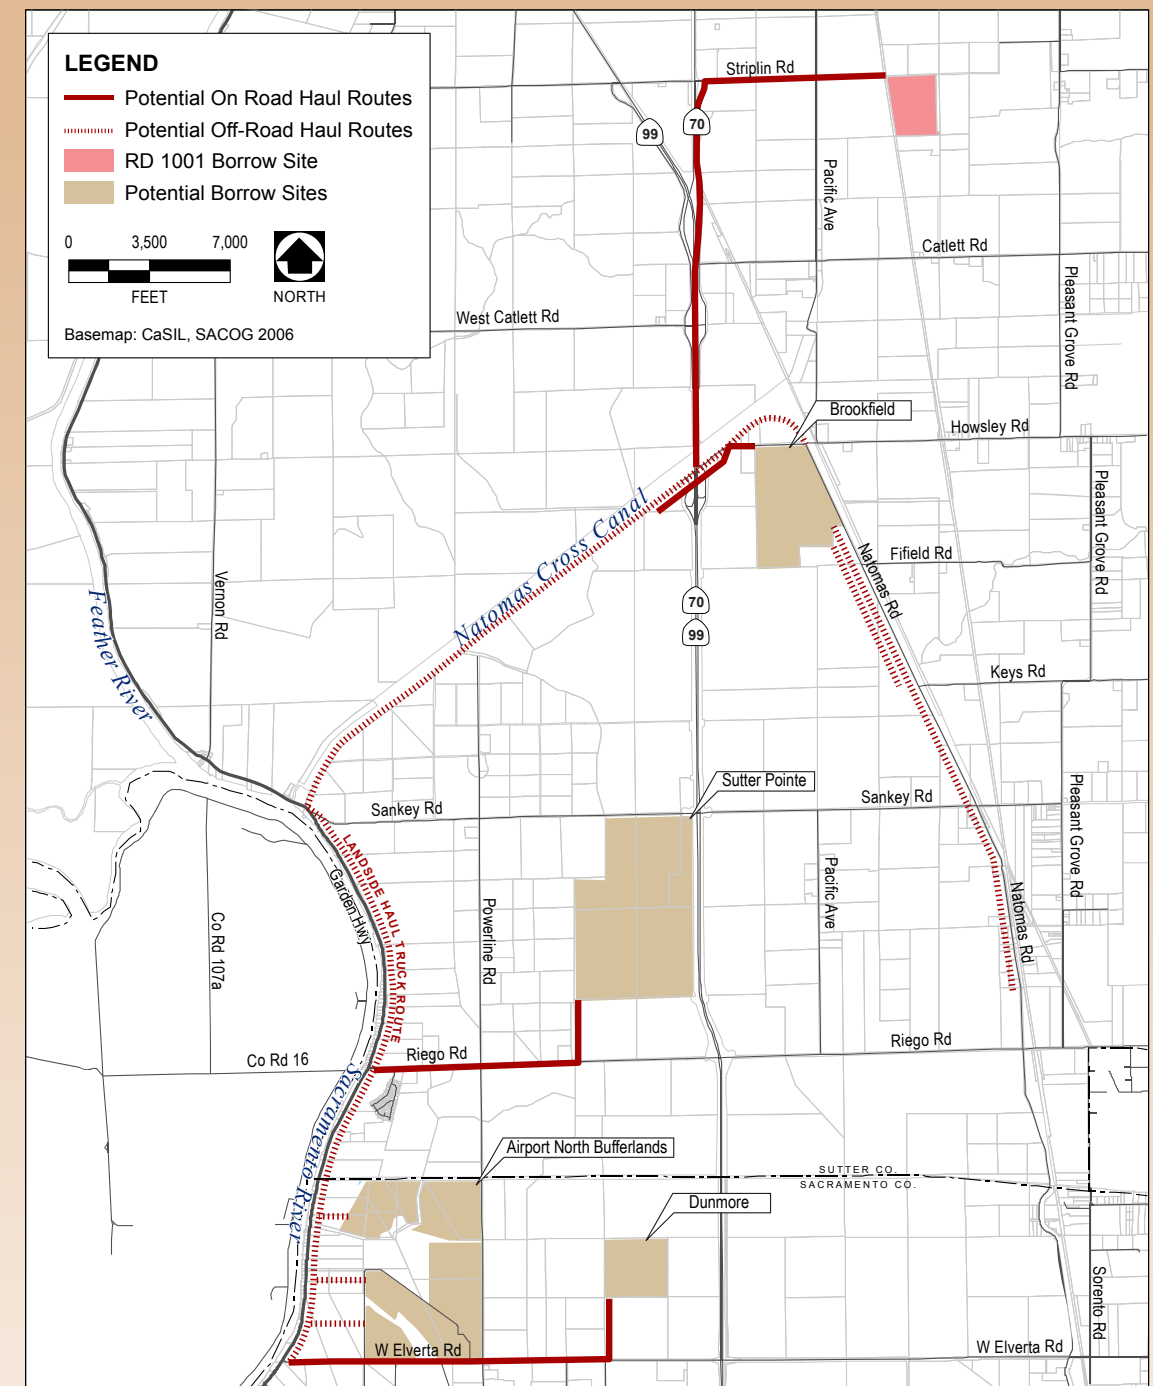 LEGEND
Potential On Road Haul Routes
Potential Off-Road Haul Routes
RD 1001 Borrow Site
Potential Borrow Sites
0 3,500 7,000
FEET
NORTH
Basemap: CaSIL, SACOG 2006
Striplin Rd
99
70
Pacific Ave
Catlett Rd
Pleasant Grove Rd
West Catlett Rd
Brookfield
Howsley Rd
Pleasant Grove Rd
Natomas Cross Canal
Fifield Rd
Natomas Rd
Vernon Rd
Feather River
70
99
Keys Rd
Sutter Pointe
Sankey Rd
Sankey Rd
Pleasant Grove Rd
LANDSIDE HAUL TRUCK ROUTE
Garden Hwy
Pacific Ave
Natomas Rd
Powerline Rd
Co Rd 107a
Riego Rd
Riego Rd
Co Rd 16
Sacramento River
Airport North Bufferlands
SUTTER CO.
SACRAMENTO CO.
Dunmore
Sorento Rd
W Elverta Rd
W Elverta Rd